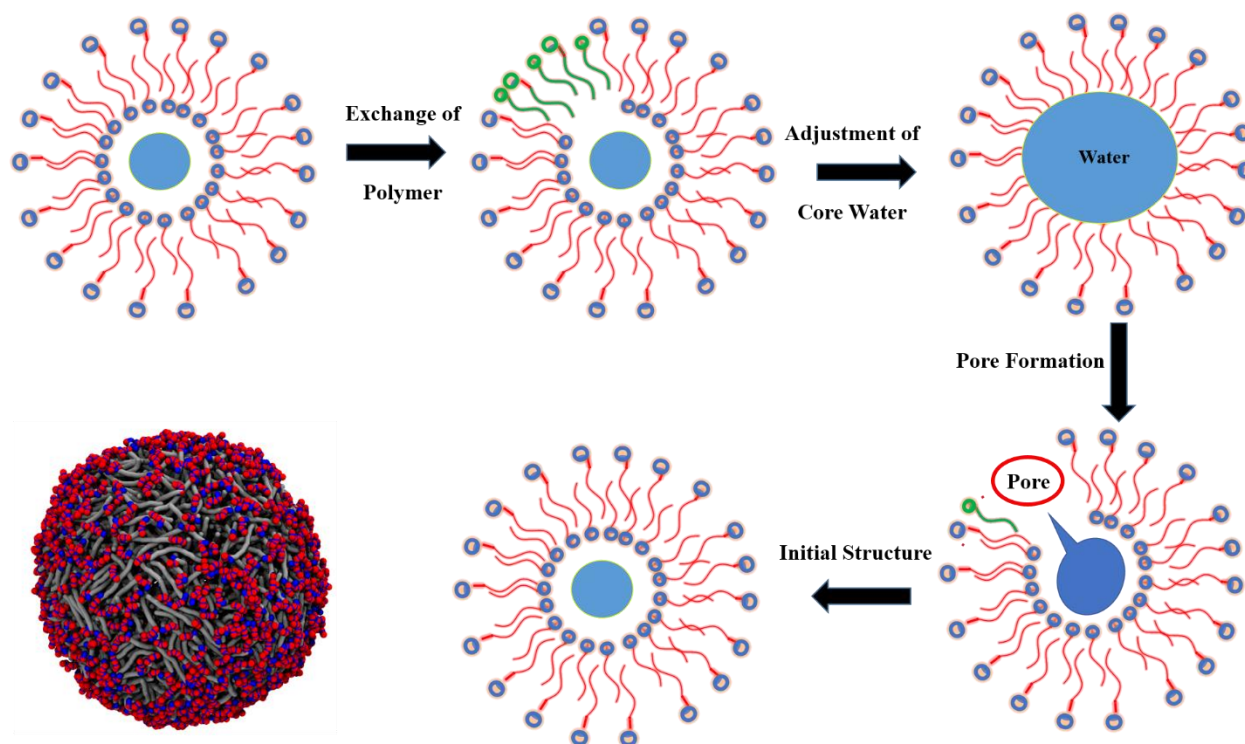 Exchange of
Polymer
Adjustment of
Core Water
Water
Pore Formation
Pore
Initial Structure